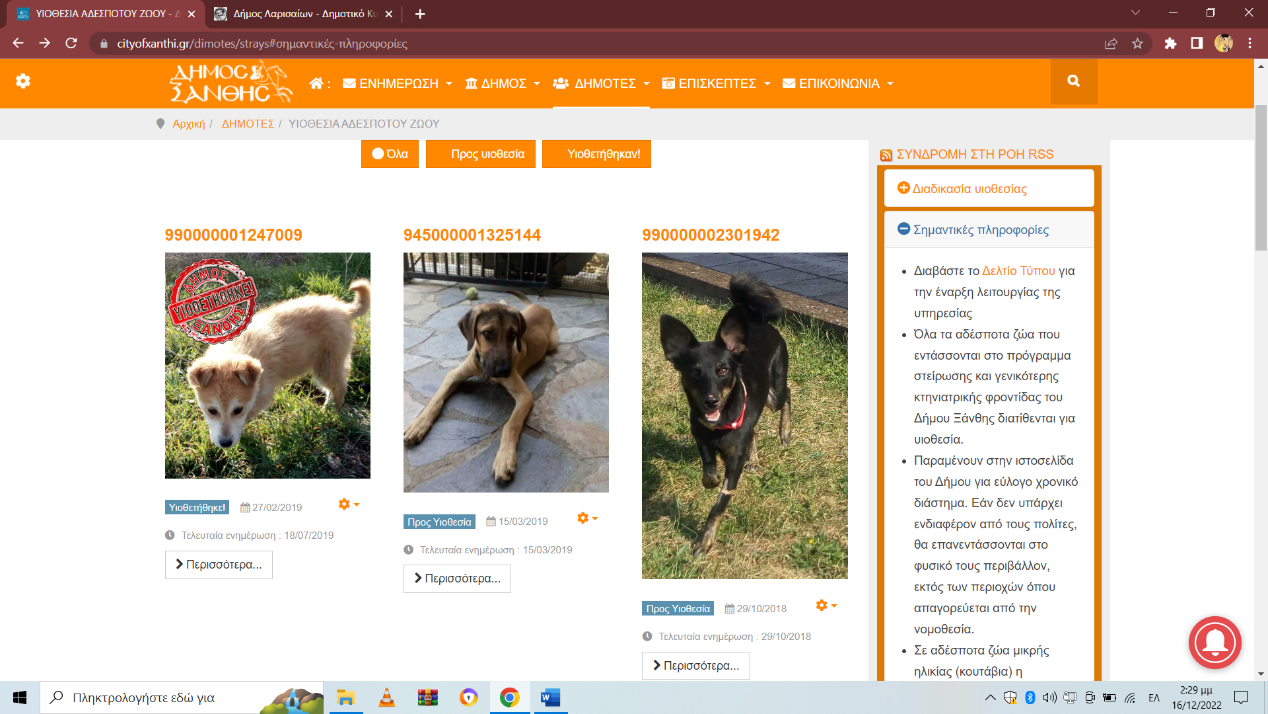 ΥΙΟΘΕΣΙΑ ΑΔΕΣΠΟΤΟΥ ΖΩΟΥ - Δ
Δήμος Λαρισαίων - Δημοτικό Κυ
cityofxanthi.gr/dimotes/strays#σημαντικές-πληροφορίες
ΔΗΜΟΣ
ΞΑΝΘΗΣ
:
ΕΝΗΜΕΡΩΣΗ
ΔΗΜΟΣ
ΔΗΜΟΤΕΣ
ΕΠΙΣΚΕΠΤΕΣ
ΕΠΙΚΟΙΝΩΝΙΑ
Αρχική / ΔΗΜΟΤΕΣ / ΥΙΟΘΕΣΙΑ ΑΔΕΣΠΟΤΟΥ ΖΩΟΥ
Όλα
Προς υιοθεσία
Υιοθετήθηκαν!
990000001247009
ΔΗΜΟΣ
ΥΙΟΘΕΤΗΘΗΚΕ!
ΞΑΝΘΗΣ
Υιοθετήθηκε! 27/02/2019
Τελευταία ενημέρωση : 18/07/2019
Περισσότερα...
945000001325144
Προς Υιοθεσία 15/03/2019
Τελευταία ενημέρωση : 15/03/2019
Περισσότερα...
990000002301942
Προς Υιοθεσία 29/10/2018
Τελευταία ενημέρωση : 29/10/2018
Περισσότερα...
ΣΥΝΔΡΟΜΗ ΣΤΗ ΡΟΗ RSS
Διαδικασία υιοθεσίας
Σημαντικές πληροφορίες
• Διαβάστε το Δελτίο Τύπου για
την έναρξη λειτουργίας της
υπηρεσίας
• Όλα τα αδέσποτα ζώα που
εντάσσονται στο πρόγραμμα
στείρωσης και γενικότερης
κτηνιατρικής φροντίδας του
Δήμου Ξάνθης διατίθενται για
υιοθεσία.
• Παραμένουν στην ιστοσελίδα
του Δήμου για εύλογο χρονικό
διάστημα. Εάν δεν υπάρχει
ενδιαφέρον από τους πολίτες,
θα επανεντάσσονται στο
φυσικό τους περιβάλλον,
εκτός των περιοχών όπου
απαγορεύεται από την
νομοθεσία.
• Σε αδέσποτα ζώα μικρής
ηλικίας (κουτάβια) η
Πληκτρολογήστε εδώ για
ΕΛ
2:29 μμ
16/12/2022